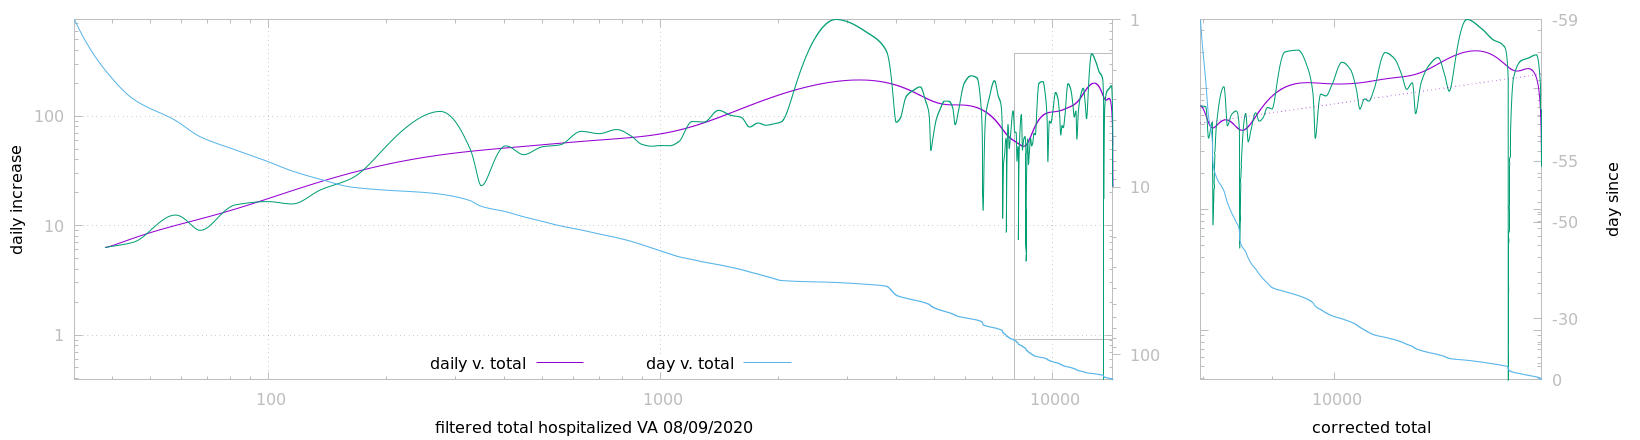 daily increase
100
10
1
daily v. total
day v. total
100
1000
10000
filtered total hospitalized VA 08/09/2020
1
10
100
10000
corrected total
-59
-55
-50
-30
0
day since